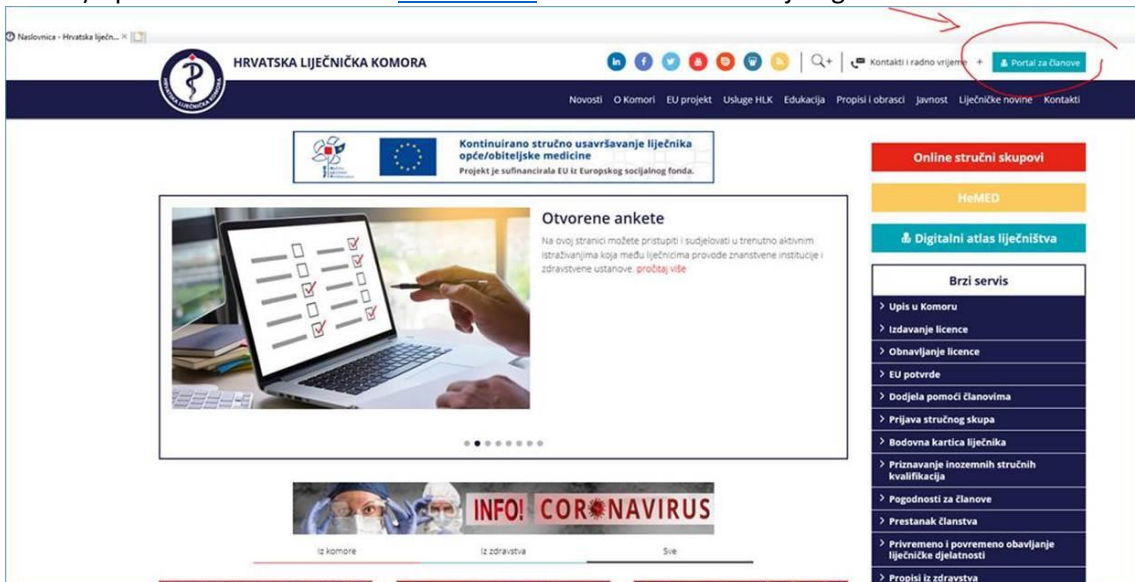 Naslovnica - Hrvatska liječn...
HRVATSKA LIJEČNIČKA KOMORA
Kontakti i radno vrijeme +
Portal za članove
Novosti O Komori EU projekt Usluge HLK Edukacija Propisi i obrasci Javnost Liječničke novine Kontakti
Kontinuirano stručno usavršavanje liječnika
opće/obiteljske medicine
Projekt je sufinancirala EU iz Europskog socijalnog fonda.
Otvorene ankete
Na ovoj stranici možete pristupiti i sudjelovati u trenutno aktivnim
istraživanjima koja među liječnicima provode znanstvene institucije i
zdravstvene ustanove. pročitaj više
INFO! CORONAVIRUS
Iz komore
Iz zdravstva
Sve
Online stručni skupovi
HeMED
Digitalni atlas liječništva
Brzi servis
Upis u Komoru
Izdavanje licence
Obnavljanje licence
EU potvrde
Dodjela pomoći članovima
Prijava stručnog skupa
Bodovna kartica liječnika
Priznavanje inozemnih stručnih
kvalifikacija
Pogodnosti za članove
Prestanak članstva
Privremeno i povremeno obavljanje
liječničke djelatnosti
Propisi iz zdravstva